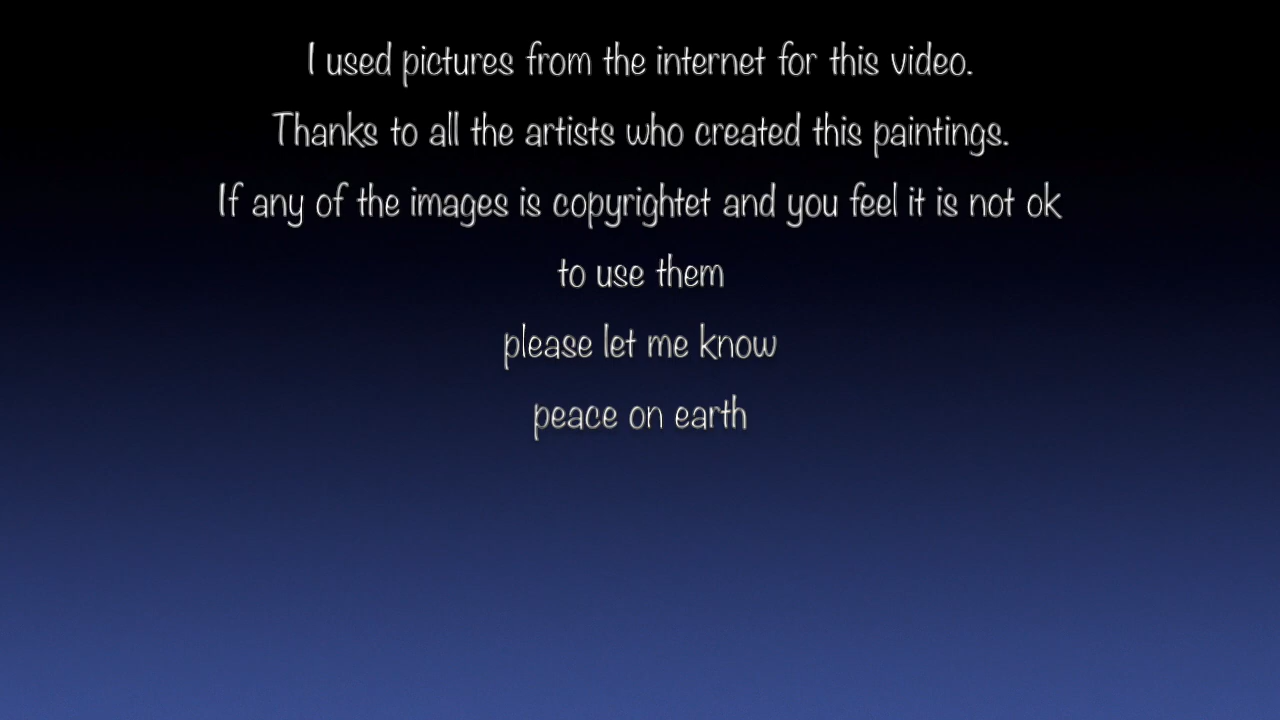 I used pictures from the internet for this video.
Thanks to all the artists who created this paintings.
If any of the images is copyrightet and you feel it is not ok
to use them
please let me know
peace on earth